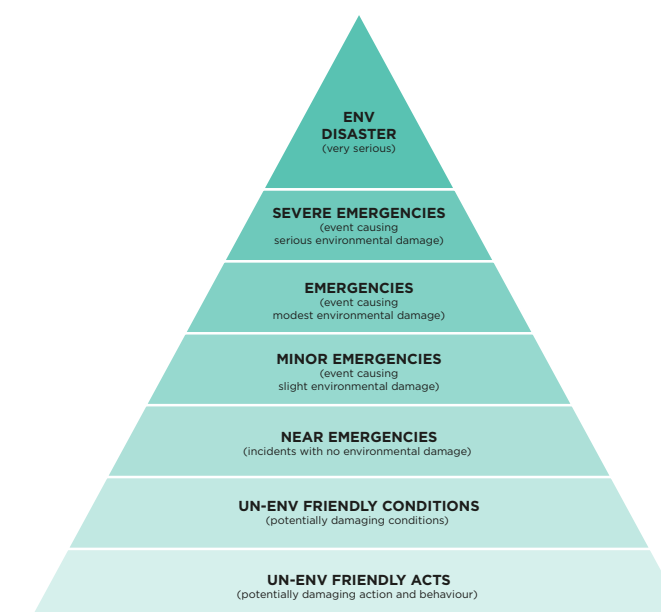 ENV
DISASTER
(very serious)
SEVERE EMERGENCIES
(event causing
serious environmental damage)
EMERGENCIES
(event causing
modest environmental damage)
MINOR EMERGENCIES
(event causing
slight environmental damage)
NEAR EMERGENCIES
(incidents with no environmental damage)
UN-ENV FRIENDLY CONDITIONS
(potentially damaging conditions)
UN-ENV FRIENDLY ACTS
(potentially damaging action and behaviour)